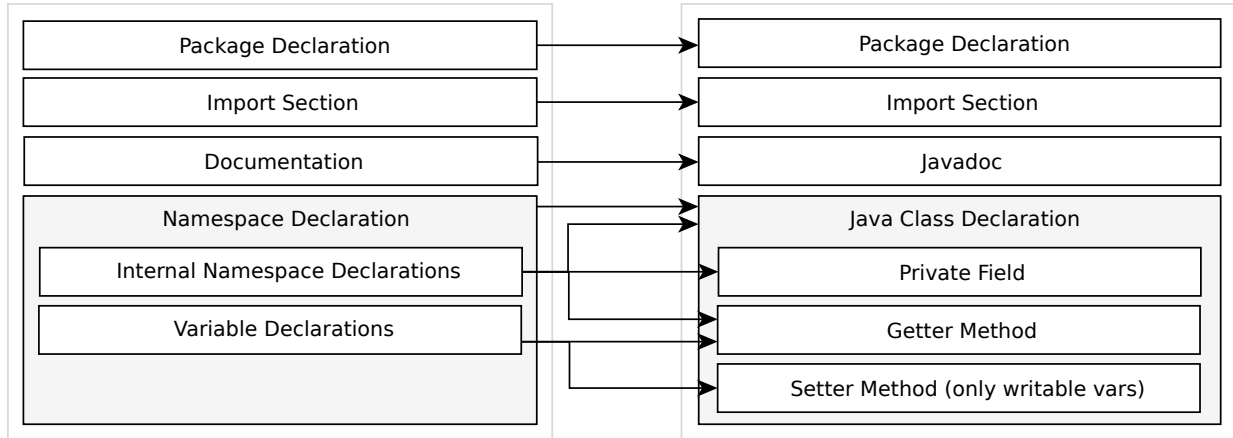 Package Declaration
Import Section
Documentation
Namespace Declaration
Internal Namespace Declarations
Variable Declarations
Package Declaration
Import Section
Javadoc
Java Class Declaration
Private Field
Getter Method
Setter Method (only writable vars)